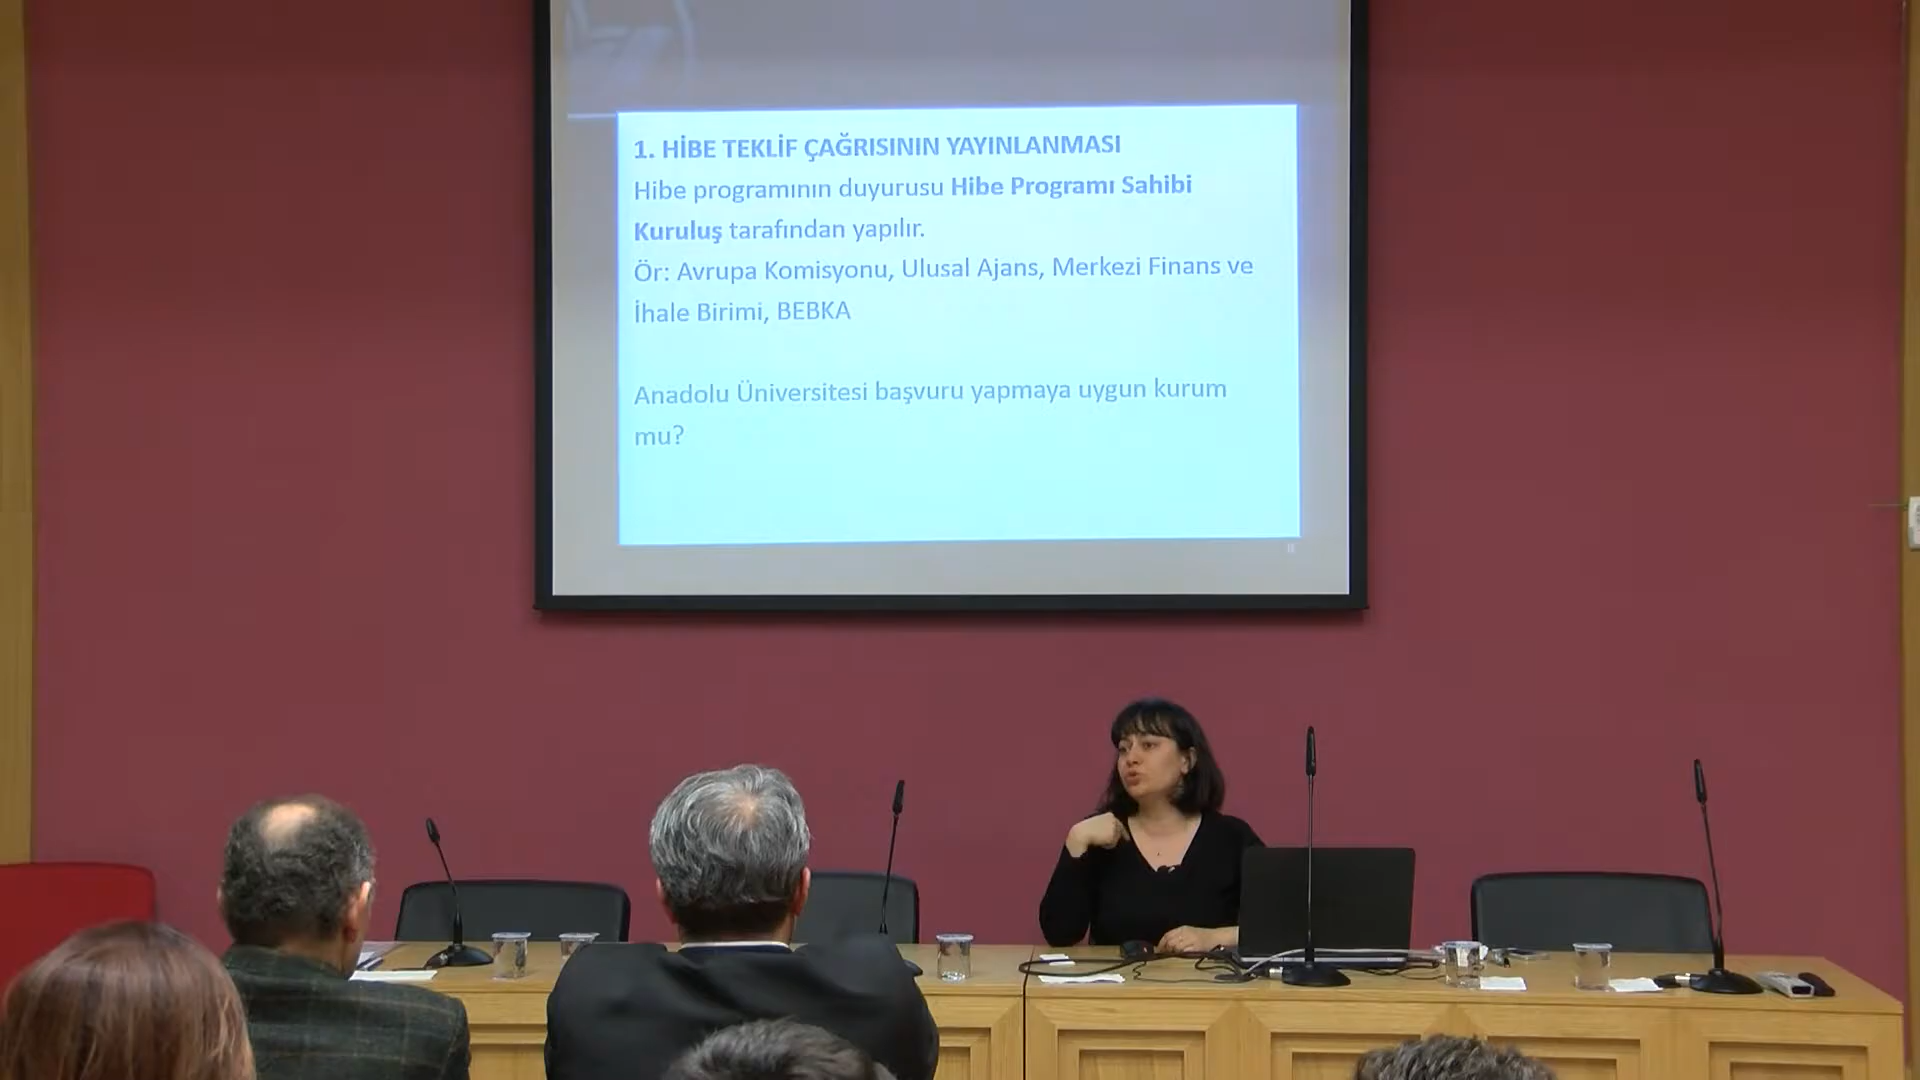 1. HİBE TEKLİF ÇAĞRISININ YAYINLANMASI
Hibe programının duyurusu Hibe Programı Sahibi
Kuruluş tarafından yapılır.
Ör: Avrupa Komisyonu, Ulusal Ajans, Merkezi Finans ve
İhale Birimi, BEBKA
Anadolu Üniversitesi başvuru yapmaya uygun kurum
mu?